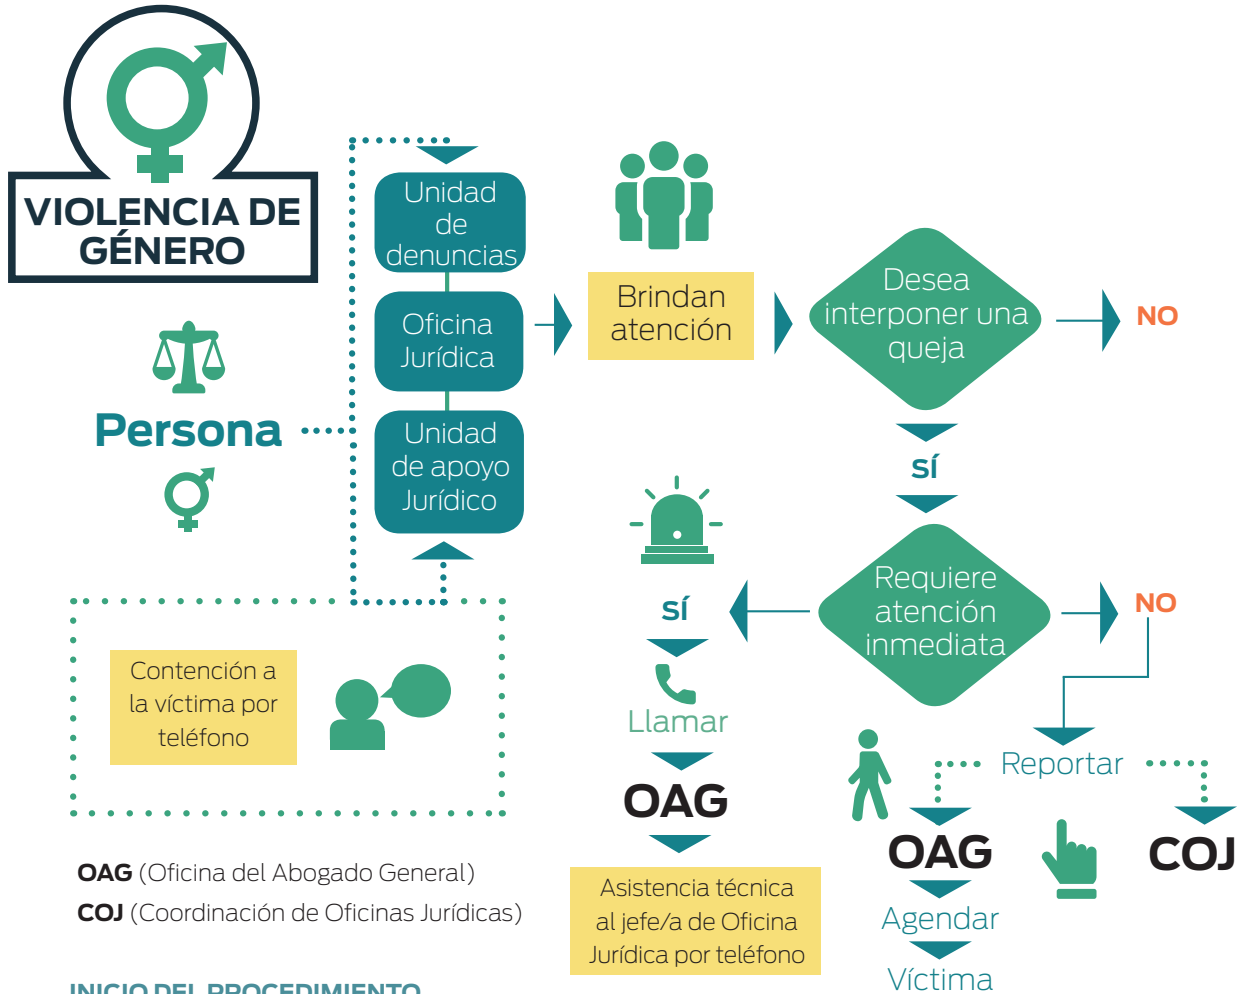 VIOLENCIA DE
GÉNERO
Persona
Unidad
de
denuncias
Oficina
Jurídica
Unidad
de apoyo
Jurídico
Brindan
atención
Desea
interponer una
queja
NO
SÍ
Requiere
atención
inmediata
NO
SÍ
Llamar
OAG
Asistencia técnica
al jefe/a de Oficina
Jurídica por teléfono
Reportar
OAG
COJ
Agendar
Víctima
Contención a
la víctima por
teléfono
OAG (Oficina del Abogado General)
COJ (Coordinación de Oficinas Jurídicas)
INICIO DEL PROCEDIMIENTO